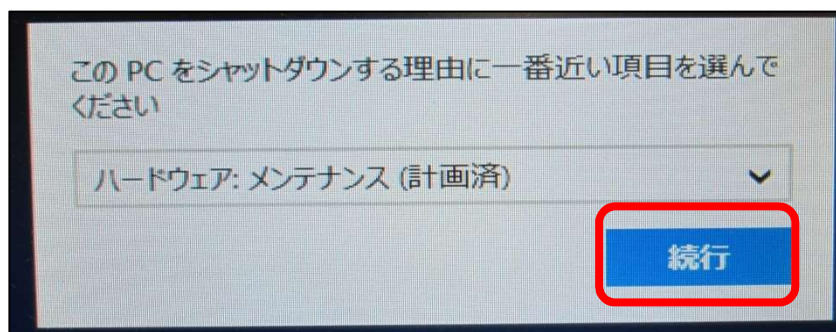 この PC をシャットダウンする理由に一番近い項目を選んで
ください
ハードウェア: メンテナンス (計画済)
続行